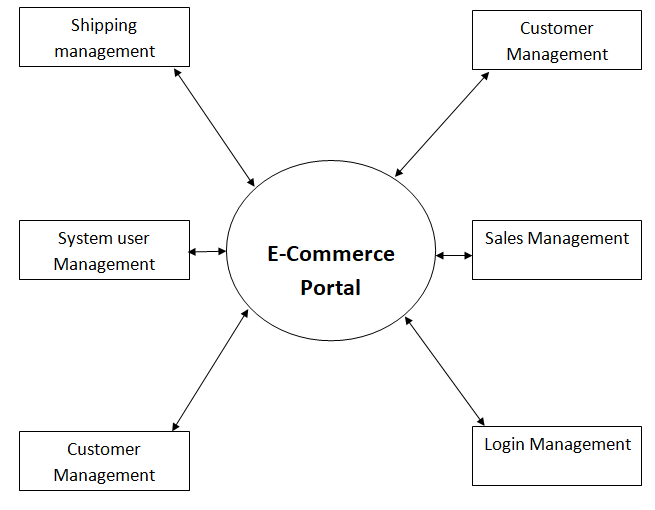 Shipping
management
Customer
Management
System user
Management
E-Commerce
Portal
Sales Management
Customer
Management
Login Management